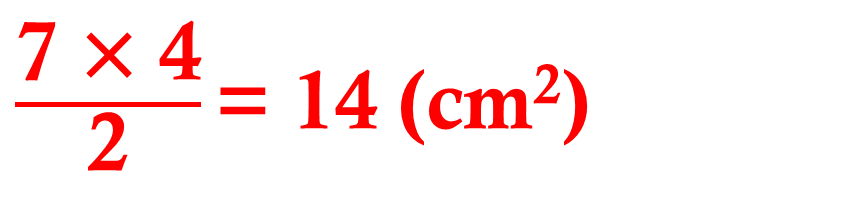 7 × 4
2
= 14 (cm²)